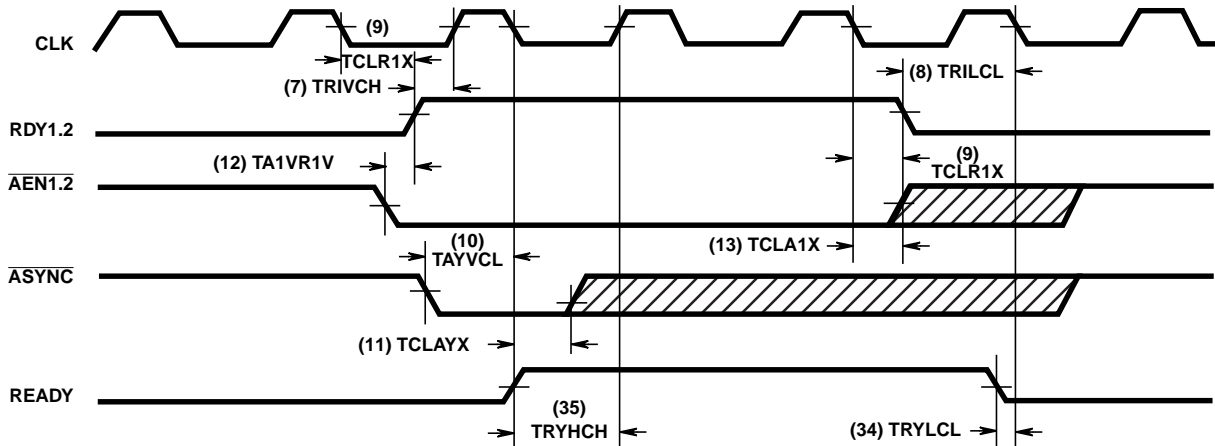 CLK
(9)
TCLR1X
(7) TRIVCH
(8) TRILCL
RDY1.2
(12) TA1VR1V
(9)
TCLR1X
AEN1.2
(10)
TAYVCL
(13) TCLA1X
ASYNC
(11) TCLAYX
READY
(35)
TRYHCH
(34) TRYLCL